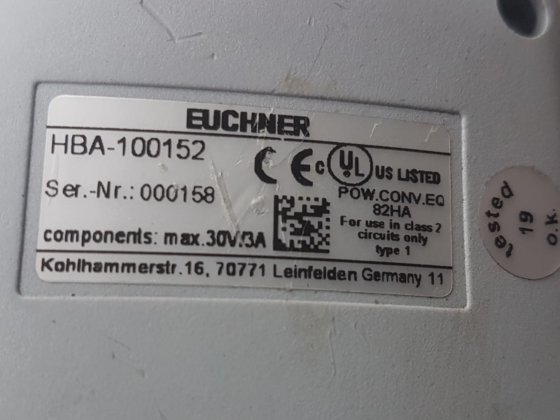 EUCHNER
HBA-100152
CE c UL US LISTED
Ser.-Nr.: 000158
POW.CONV.EQ
82HA
For use in class 2
circuits only
type 1
components: max.30V/3A
Kohlhammerstr.16, 70771 Leinfelden Germany 11
tested
19
o.k.